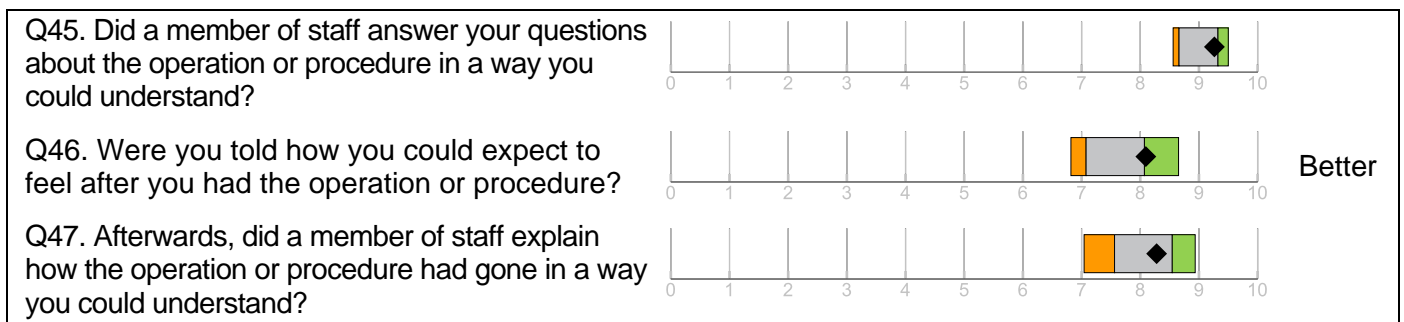 Q45. Did a member of staff answer your questions
about the operation or procedure in a way you
could understand?
0 1 2 3 4 5 6 7 8 9 10
Q46. Were you told how you could expect to
feel after you had the operation or procedure?
0 1 2 3 4 5 6 7 8 9 10
Better
Q47. Afterwards, did a member of staff explain
how the operation or procedure had gone in a way
you could understand?
0 1 2 3 4 5 6 7 8 9 10